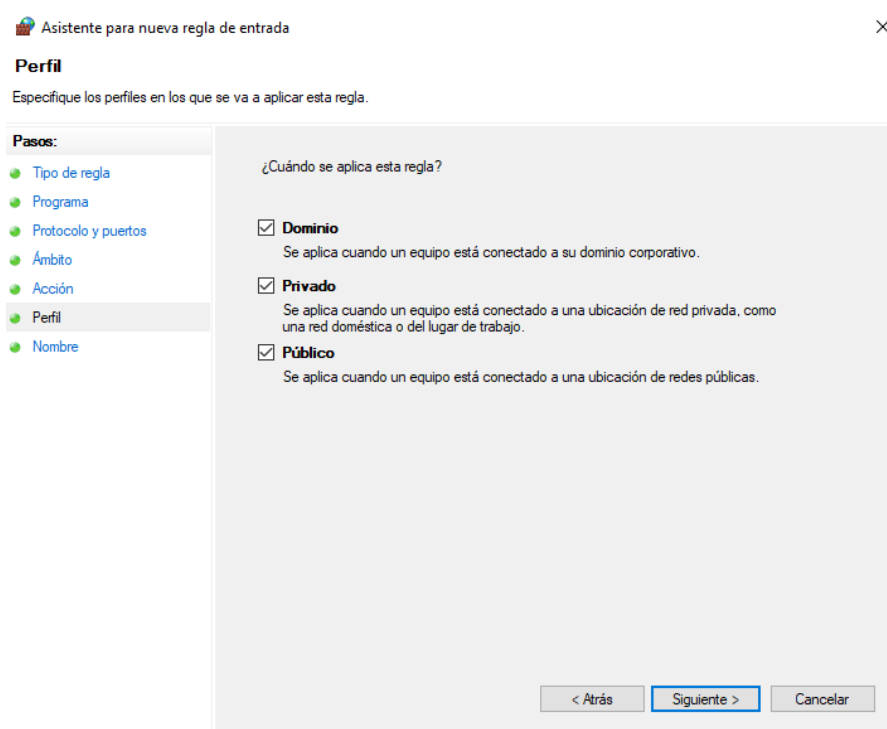 Asistente para nueva regla de entrada
Perfil
Especifique los perfiles en los que se va a aplicar esta regla.
Pasos:
Tipo de regla
Programa
Protocolo y puertos
Ámbito
Acción
Perfil
Nombre
¿Cuándo se aplica esta regla?
Dominio
Se aplica cuando un equipo está conectado a su dominio corporativo.
Privado
Se aplica cuando un equipo está conectado a una ubicación de red privada, como
una red doméstica o del lugar de trabajo.
Público
Se aplica cuando un equipo está conectado a una ubicación de redes públicas.
< Atrás
Siguiente >
Cancelar